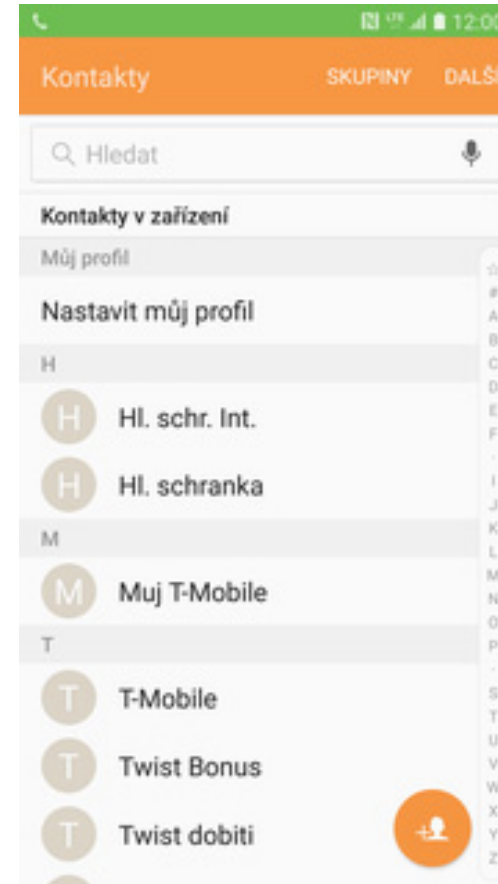 12:00
Kontakty SKUPINY DALŠÍ
Hledat
Kontakty v zařízení
Můj profil
Nastavit můj profil
H
H Hl. schr. Int.
H Hl. schranka
M
M Muj T-Mobile
T
T T-Mobile
T Twist Bonus
T Twist dobiti
#
A
B
C
D
E
F
I
J
K
L
M
N
O
P
S
T
U
V
W
X
Y
Z